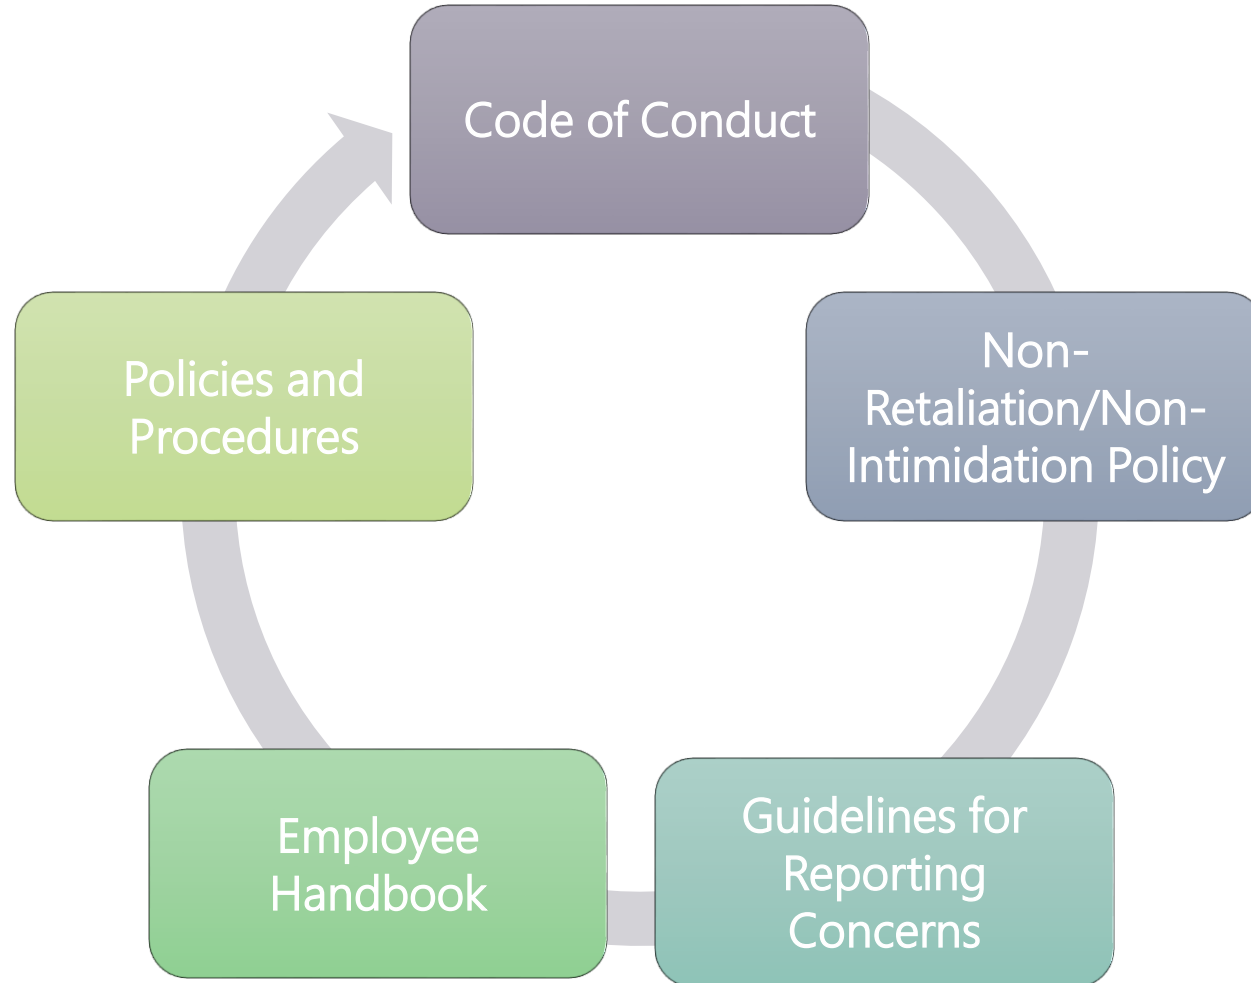 Code of Conduct
Non-
Retaliation/Non-
Intimidation Policy
Guidelines for
Reporting
Concerns
Employee
Handbook
Policies and
Procedures